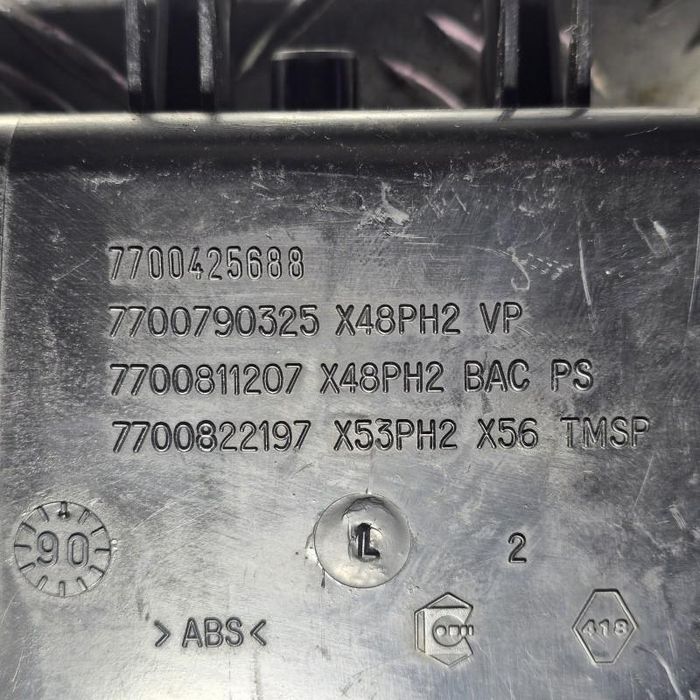 7700425688
7700790325 X48PH2 VP
7700811207 X48PH2 BAC PS
7700822197 X53PH2 X56 TMSP
90
L 2
>ABS< 418